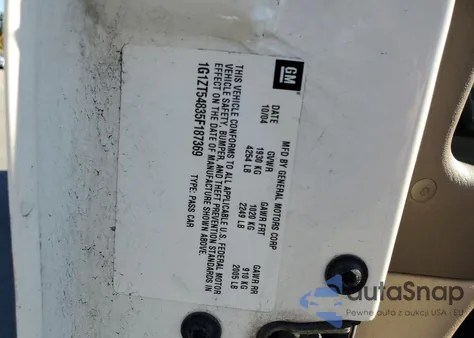 GM
MFD BY GENERAL MOTORS CORP
DATE GVWR GAWR FRT GAWR RR
10/04 1930 KG 1020 KG 910 KG
4254 LB 2249 LB 2005 LB
THIS VEHICLE CONFORMS TO ALL APPLICABLE U.S. FEDERAL MOTOR
VEHICLE SAFETY, BUMPER, AND THEFT PREVENTION STANDARDS IN
EFFECT ON THE DATE OF MANUFACTURE SHOWN ABOVE.
1G1ZT54835F187369 TYPE: PASS CAR
autoSnap
Pewne auta z aukcji USA i EU